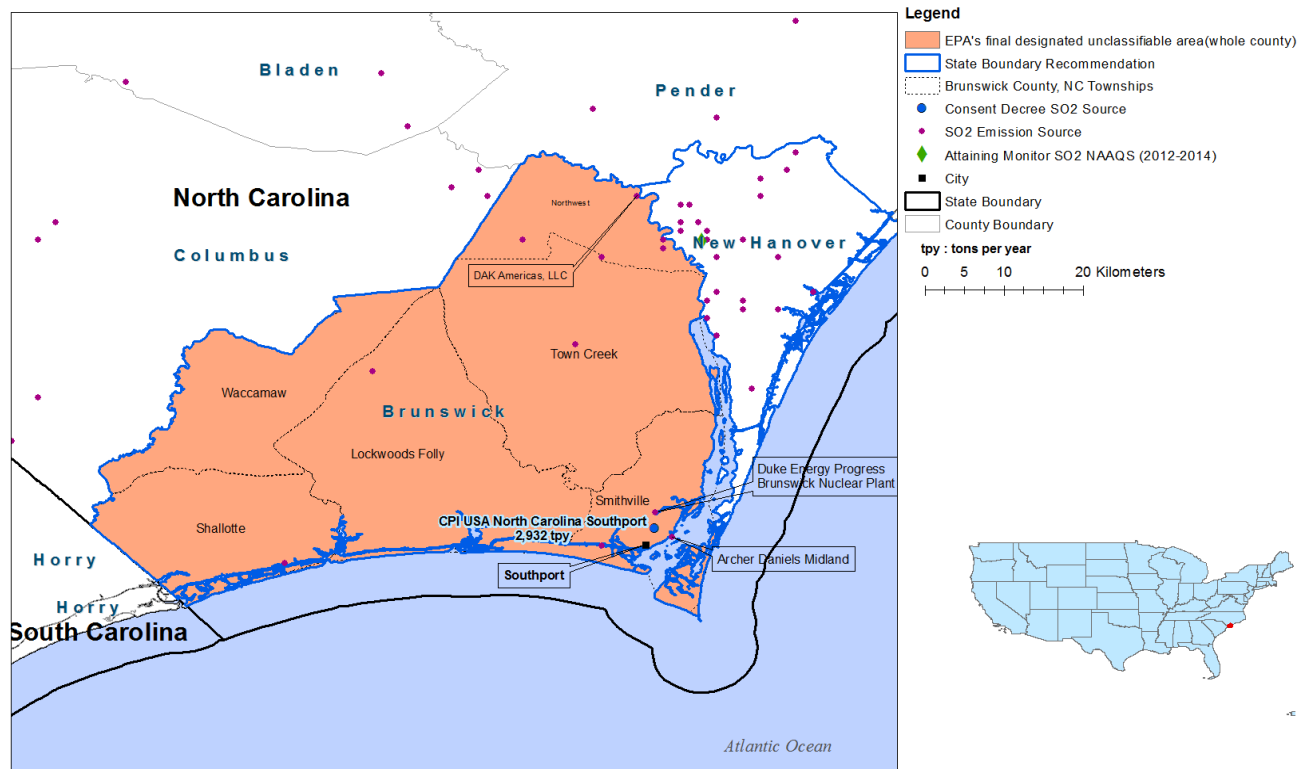 Bladen
Pender
North Carolina
Columbus
Northwest
New Hanover
DAK Americas, LLC
Town Creek
Waccamaw
Brunswick
Lockwoods Folly
Duke Energy Progress
Brunswick Nuclear Plant
Smithville
Shallotte
CPI USA North Carolina Southport
2,932 tpy
Archer Daniels Midland
Southport
Horry
Horry
South Carolina
Atlantic Ocean
Legend
EPA's final designated unclassifiable area(whole county)
State Boundary Recommendation
Brunswick County, NC Townships
Consent Decree SO2 Source
SO2 Emission Source
Attaining Monitor SO2 NAAQS (2012-2014)
City
State Boundary
County Boundary
tpy : tons per year
0 5 10 20 Kilometers